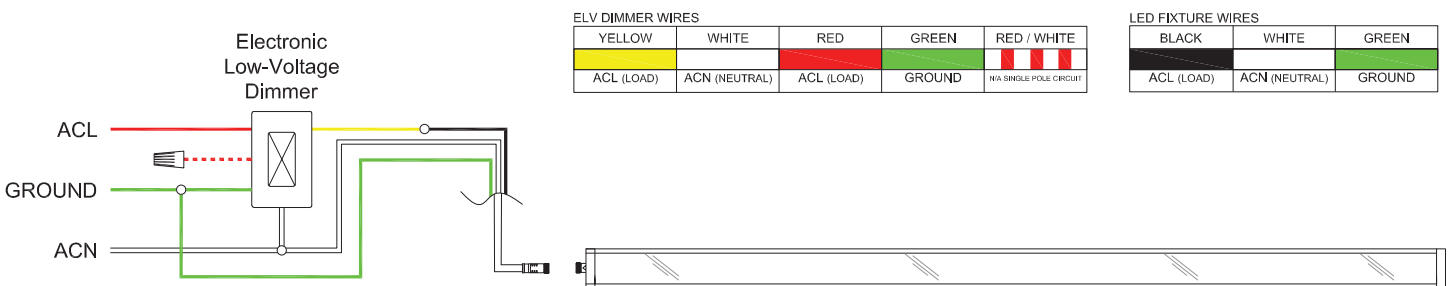 Electronic
Low-Voltage
Dimmer
ACL
GROUND
ACN
ELV DIMMER WIRES
YELLOW WHITE RED GREEN RED / WHITE
ACL (LOAD) ACN (NEUTRAL) ACL (LOAD) GROUND N/A SINGLE POLE CIRCUIT
LED FIXTURE WIRES
BLACK WHITE GREEN
ACL (LOAD) ACN (NEUTRAL) GROUND